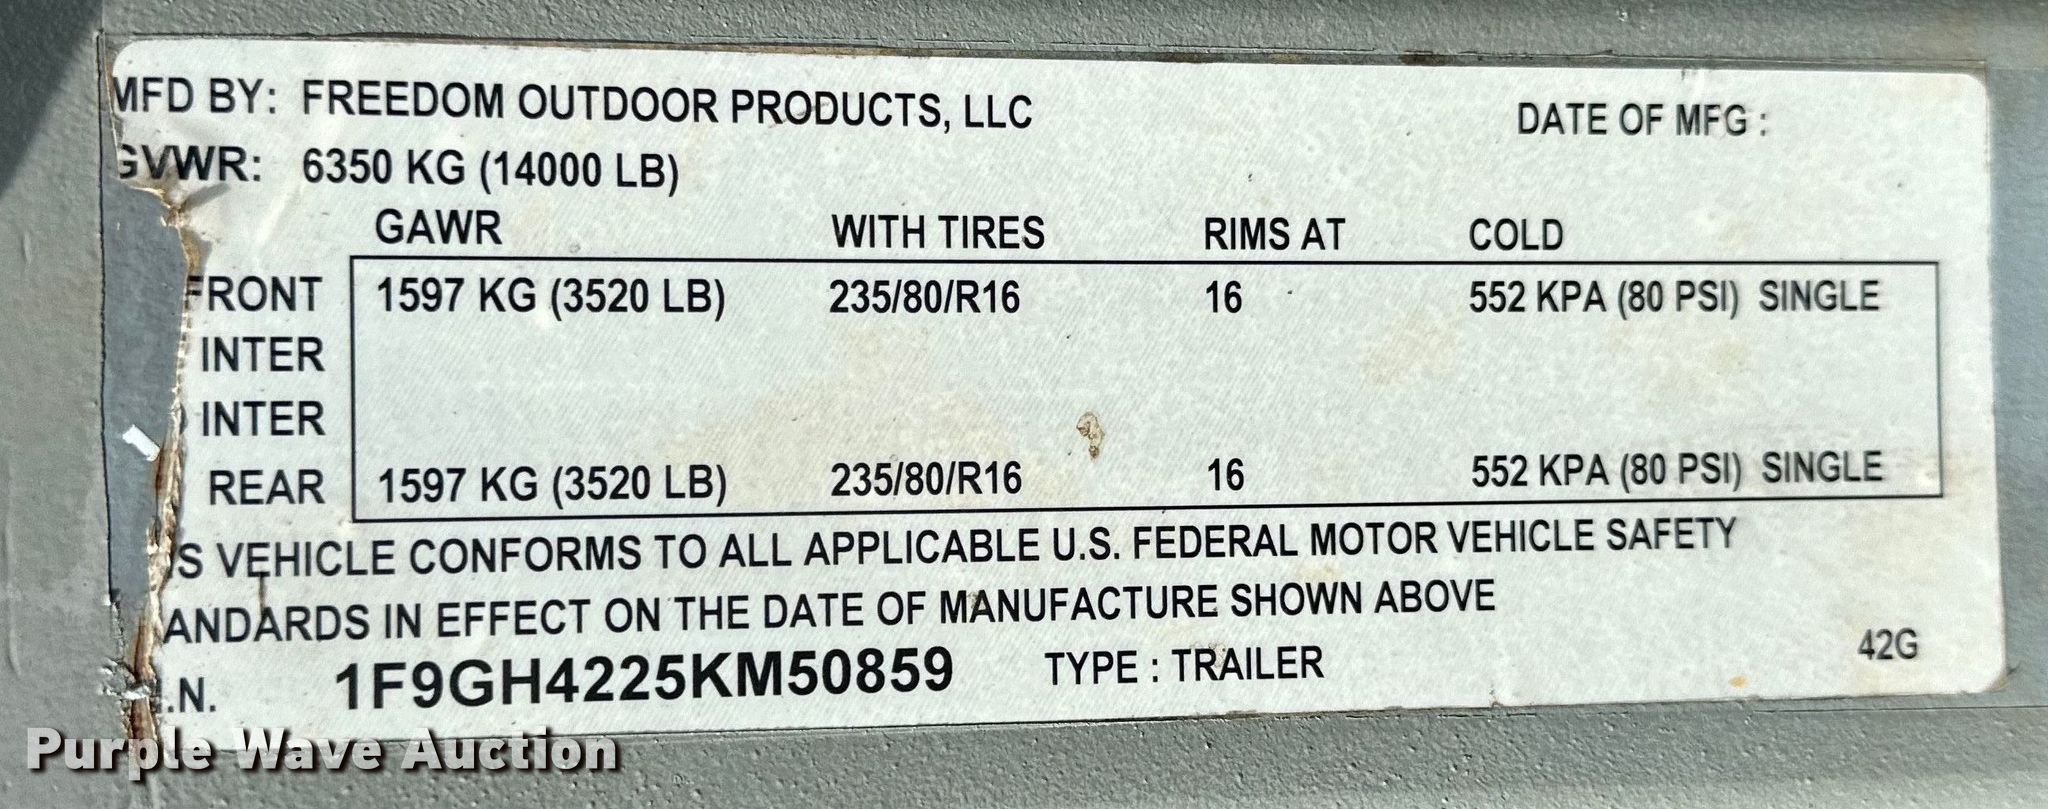 MFD BY: FREEDOM OUTDOOR PRODUCTS, LLC DATE OF MFG :
GVWR: 6350 KG (14000 LB)
GAWR WITH TIRES RIMS AT COLD
FRONT 1597 KG (3520 LB) 235/80/R16 16 552 KPA (80 PSI) SINGLE
INTER
INTER
REAR 1597 KG (3520 LB) 235/80/R16 16 552 KPA (80 PSI) SINGLE
IS VEHICLE CONFORMS TO ALL APPLICABLE U.S. FEDERAL MOTOR VEHICLE SAFETY
ANDARDS IN EFFECT ON THE DATE OF MANUFACTURE SHOWN ABOVE
.N. 1F9GH4225KM50859 TYPE : TRAILER 42G
Purple Wave Auction